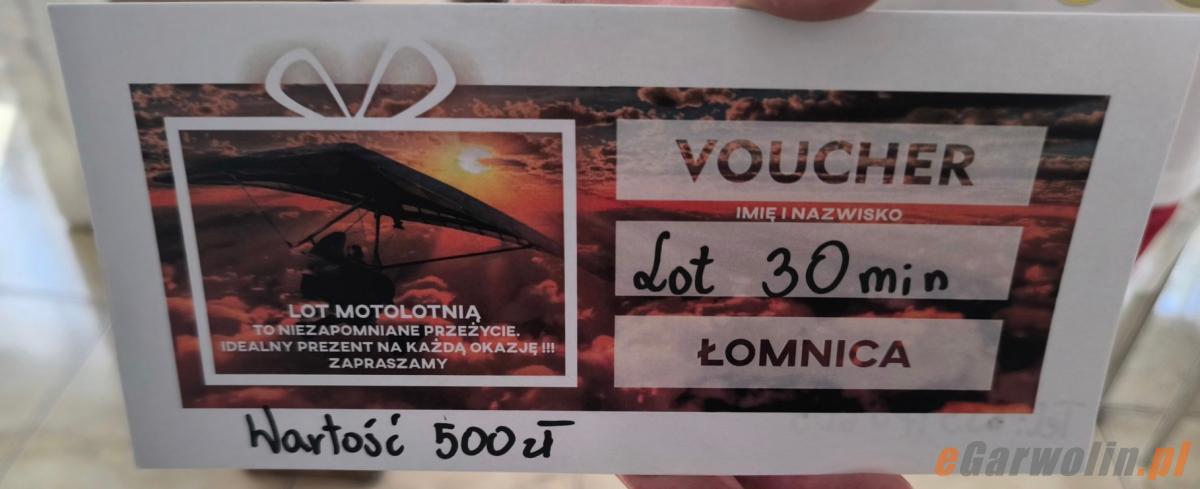 VOUCHER
IMIĘ I NAZWISKO
Lot 30 min
ŁOMNICA
LOT MOTOLOTNIĄ
TO NIEZAPOMNIANE PRZEŻYCIE.
IDEALNY PREZENT NA KAŻDĄ OKAZJĘ !!!
ZAPRASZAMY
Wartość 500 zł
eGarwolin.pl